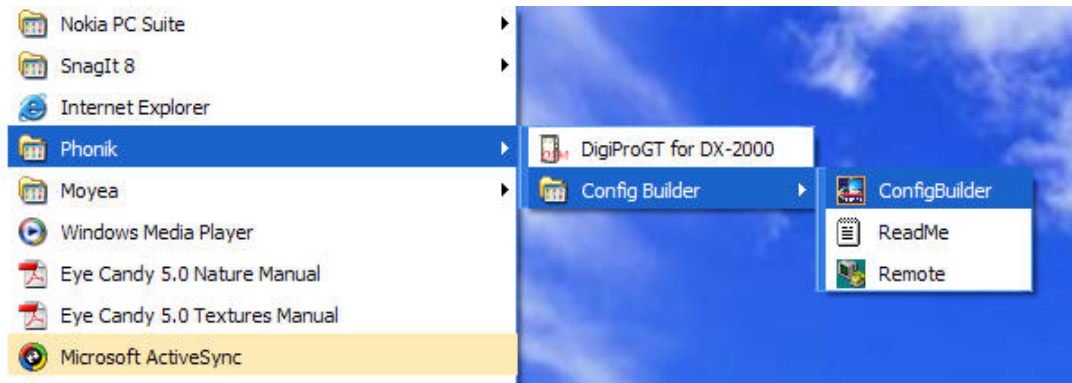 Nokia PC Suite
SnagIt 8
Internet Explorer
Phonik
Moyea
Windows Media Player
Eye Candy 5.0 Nature Manual
Eye Candy 5.0 Textures Manual
Microsoft ActiveSync
DigiProGT for DX-2000
Config Builder
ConfigBuilder
ReadMe
Remote